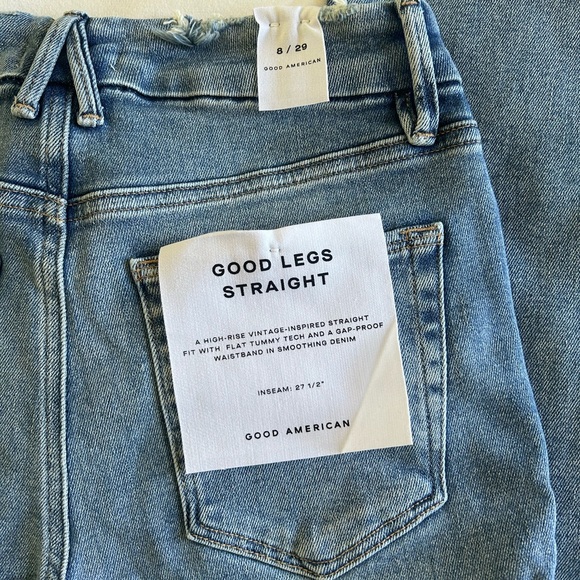 8 / 29
GOOD AMERICAN
GOOD LEGS
STRAIGHT
A HIGH-RISE VINTAGE-INSPIRED STRAIGHT
FIT WITH FLAT TUMMY TECH AND A GAP-PROOF
WAISTBAND IN SMOOTHING DENIM
INSEAM: 27 1/2"
GOOD AMERICAN